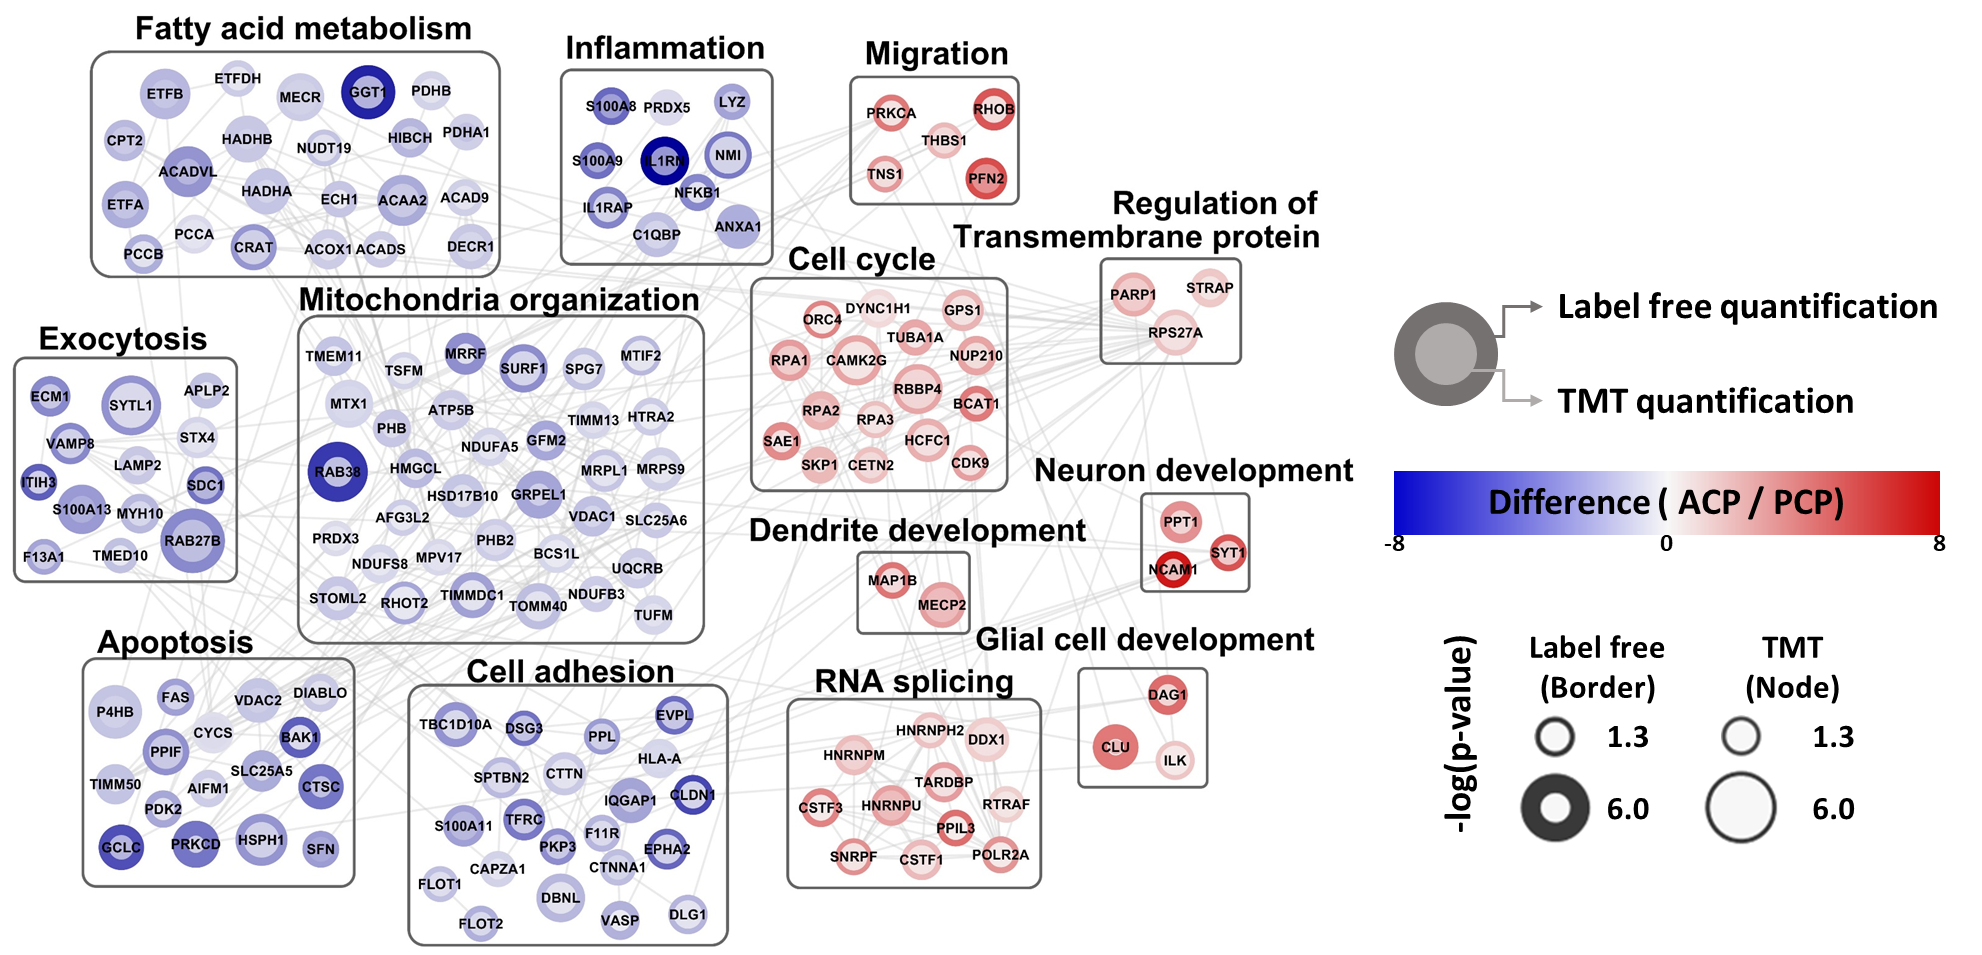 Fatty acid metabolism
ETFB
ETFDH
MECR
GGT1
PDHB
CPT2
HADHB
NUDT19
HIBCH
PDHA1
ACADVL
HADHA
ECH1
ACAA2
ACAD9
ETFA
PCCA
PCCB
CRAT
ACOX1
ACADS
DECR1
Inflammation
S100A8
PRDX5
LYZ
S100A9
IL1RN
NMI
NFKB1
IL1RAP
C1QBP
ANXA1
Migration
PRKCA
RHOB
THBS1
TNS1
PFN2
Regulation of
Transmembrane protein
PARP1
STRAP
RPS27A
Cell cycle
DYNC1H1
ORC4
GPS1
TUBA1A
RPA1
CAMK2G
NUP210
RBBP4
BCAT1
RPA2
RPA3
SAE1
HCFC1
SKP1
CETN2
CDK9
Mitochondria organization
TMEM11
TSFM
MRRF
SURF1
SPG7
MTIF2
MTX1
ATP5B
PHB
TIMM13
HTRA2
NDUFA5
GFM2
RAB38
HMGCL
MRPL1
MRPS9
HSD17B10
GRPEL1
AFG3L2
VDAC1
SLC25A6
PRDX3
PHB2
NDUFS8
MPV17
BCS1L
UQCRB
STOML2
RHOT2
TIMMDC1
TOMM40
NDUFB3
TUFM
Exocytosis
ECM1
SYTL1
APLP2
VAMP8
STX4
LAMP2
ITIH3
SDC1
S100A13
MYH10
RAB27B
F13A1
TMED10
Apoptosis
P4HB
FAS
VDAC2
DIABLO
CYCS
BAK1
PPIF
SLC25A5
TIMM50
AIFM1
CTSC
PDK2
GCLC
PRKCD
HSPH1
SFN
Cell adhesion
TBC1D10A
DSG3
PPL
EVPL
HLA-A
SPTBN2
CTTN
IQGAP1
CLDN1
S100A11
TFRC
F11R
PKP3
EPHA2
CAPZA1
CTNNA1
FLOT1
DBNL
FLOT2
VASP
DLG1
Neuron development
PPT1
SYT1
NCAM1
Dendrite development
MAP1B
MECP2
Glial cell development
DAG1
CLU
ILK
RNA splicing
HNRNPH2
DDX1
HNRNPM
TARDBP
CSTF3
HNRNPU
RTRAF
PPIL3
SNRPF
CSTF1
POLR2A
Label free quantification
TMT quantification
Difference ( ACP / PCP)
-8
0
8
-log(p-value)
Label free
(Border)
TMT
(Node)
1.3
1.3
6.0
6.0